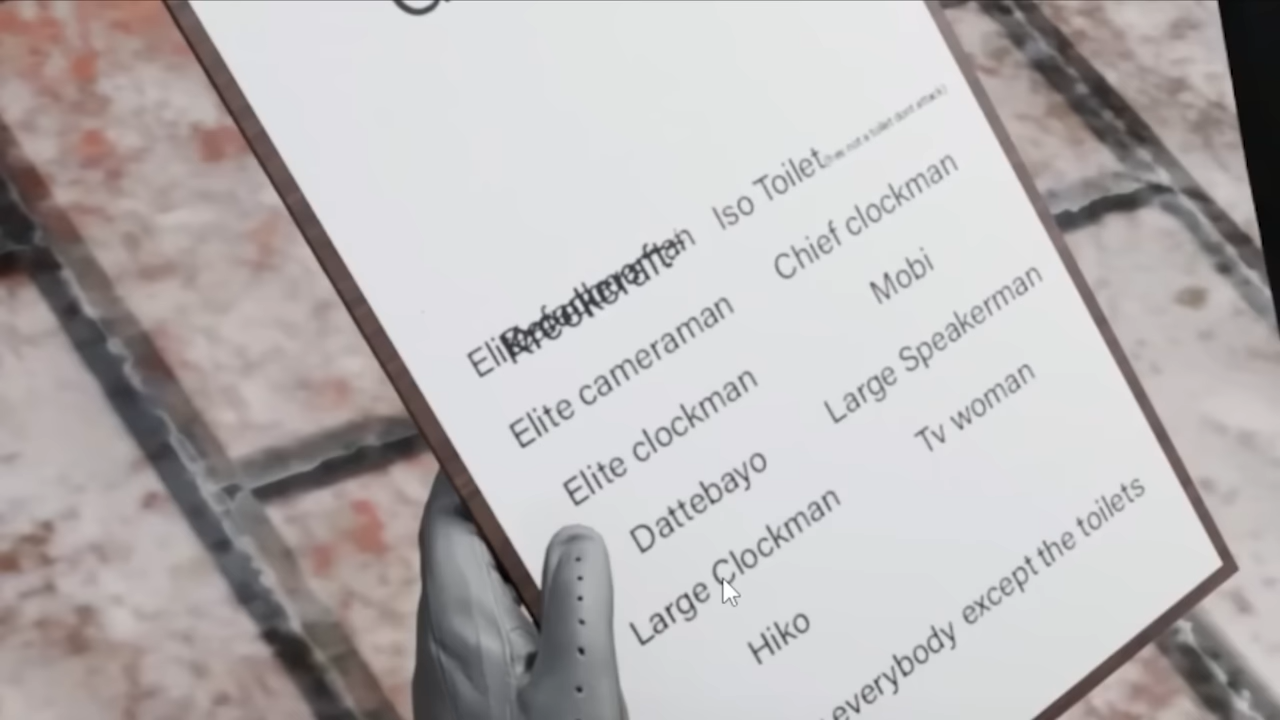 Iso Toilet
Elite cameraman
Chief clockman
Elite clockman
Mobi
Dattebayo
Large Speakerman
Large Clockman
Tv woman
Hiko
everybody except the toilets